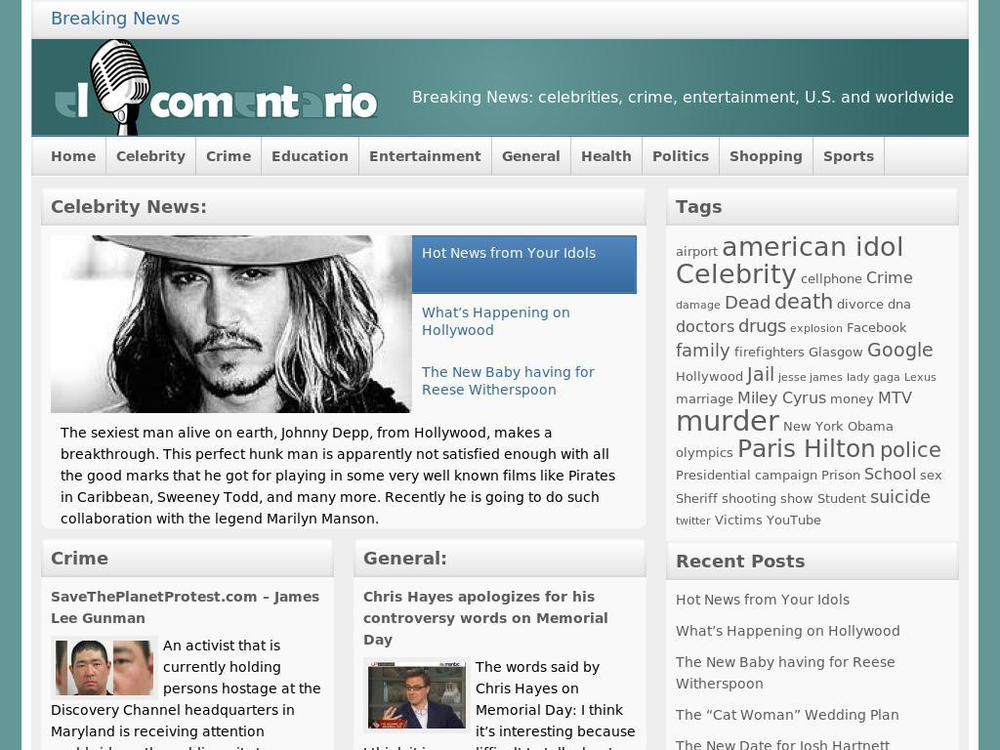 Breaking News
el comentario
Breaking News: celebrities, crime, entertainment, U.S. and worldwide
Home Celebrity Crime Education Entertainment General Health Politics Shopping Sports
Celebrity News:
Hot News from Your Idols
What's Happening on
Hollywood
The New Baby having for
Reese Witherspoon
The sexiest man alive on earth, Johnny Depp, from Hollywood, makes a
breakthrough. This perfect hunk man is apparently not satisfied enough with all
the good marks that he got for playing in some very well known films like Pirates
in Caribbean, Sweeney Todd, and many more. Recently he is going to do such
collaboration with the legend Marilyn Manson.
Crime
SaveThePlanetProtest.com – James
Lee Gunman
An activist that is
currently holding
persons hostage at the
Discovery Channel headquarters in
Maryland is receiving attention
General:
Chris Hayes apologizes for his
controversy words on Memorial
Day
The words said by
Chris Hayes on
Memorial Day: I think
it's interesting because
Tags
airport american idol
Celebrity cellphone Crime
damage Dead death divorce dna
doctors drugs explosion Facebook
family firefighters Glasgow Google
Hollywood Jail jesse james lady gaga Lexus
marriage Miley Cyrus money MTV
murder New York Obama
olympics Paris Hilton police
Presidential campaign Prison School sex
Sheriff shooting show Student suicide
twitter Victims YouTube
Recent Posts
Hot News from Your Idols
What's Happening on Hollywood
The New Baby having for Reese
Witherspoon
The “Cat Woman” Wedding Plan
The New Date for Josh Hartnett